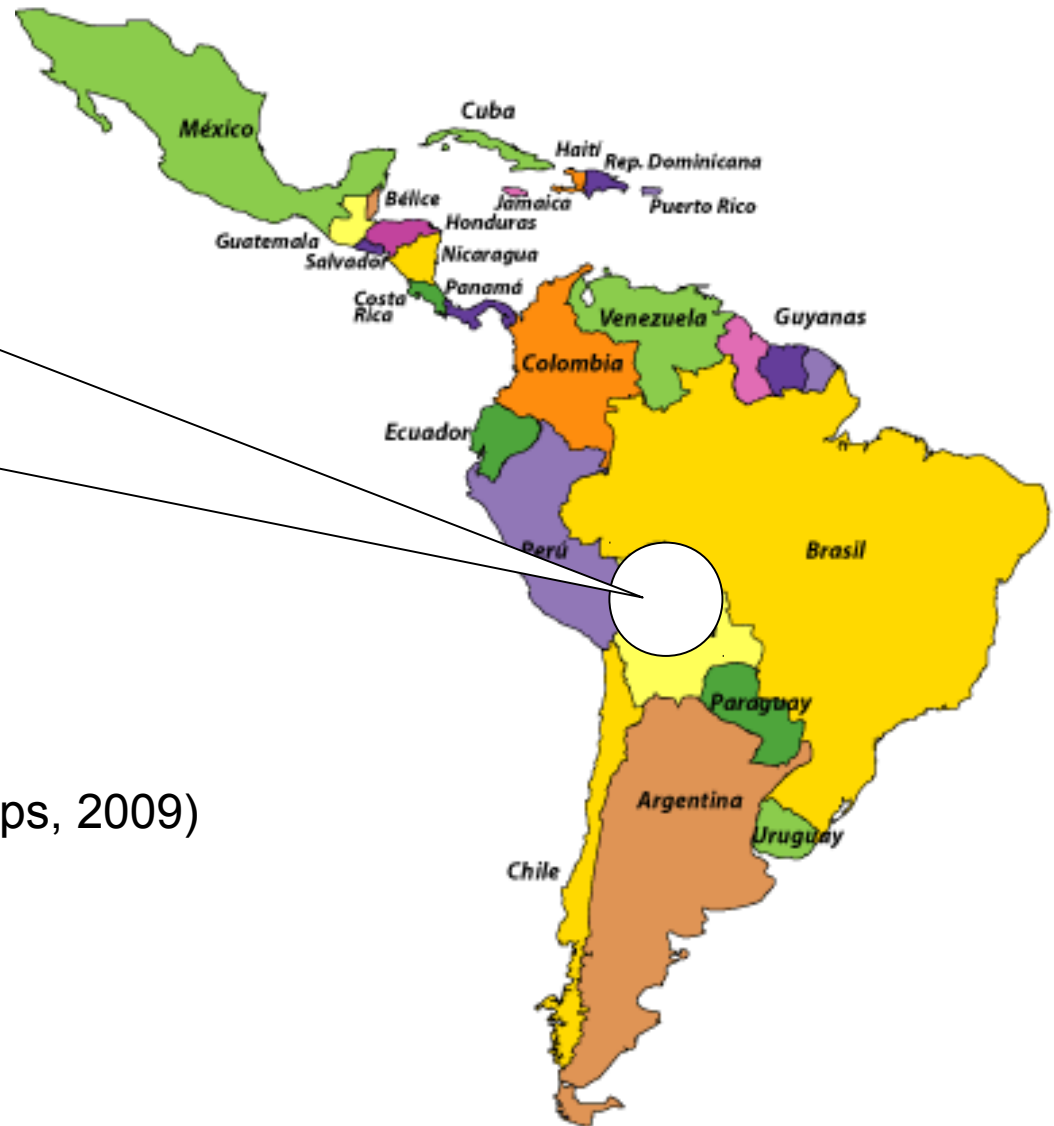 Cuba
México
Haití
Rep. Dominicana
Bélice
Jamaica
Puerto Rico
Honduras
Guatemala
Salvador
Nicaragua
Panamá
Costa
Rica
Venezuela
Guyanas
Colombia
Ecuador
Perú
Brasil
Paraguay
Argentina
ps, 2009)
Uruguay
Chile